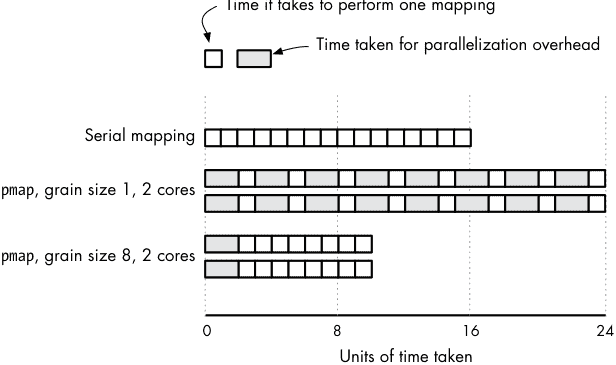 Time it takes to perform one mapping
Time taken for parallelization overhead
Serial mapping
pmap, grain size 1, 2 cores
pmap, grain size 8, 2 cores
0 8 16 24
Units of time taken